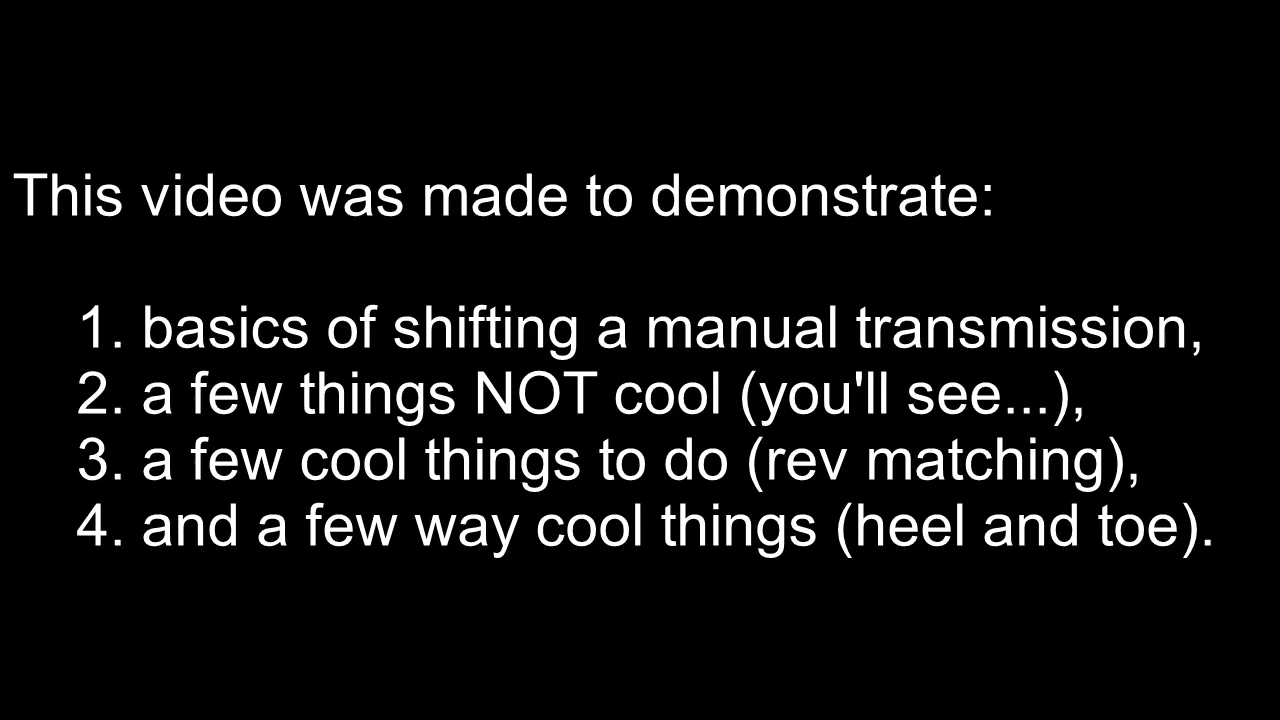 This video was made to demonstrate:
1. basics of shifting a manual transmission,
2. a few things NOT cool (you'll see...),
3. a few cool things to do (rev matching),
4. and a few way cool things (heel and toe).